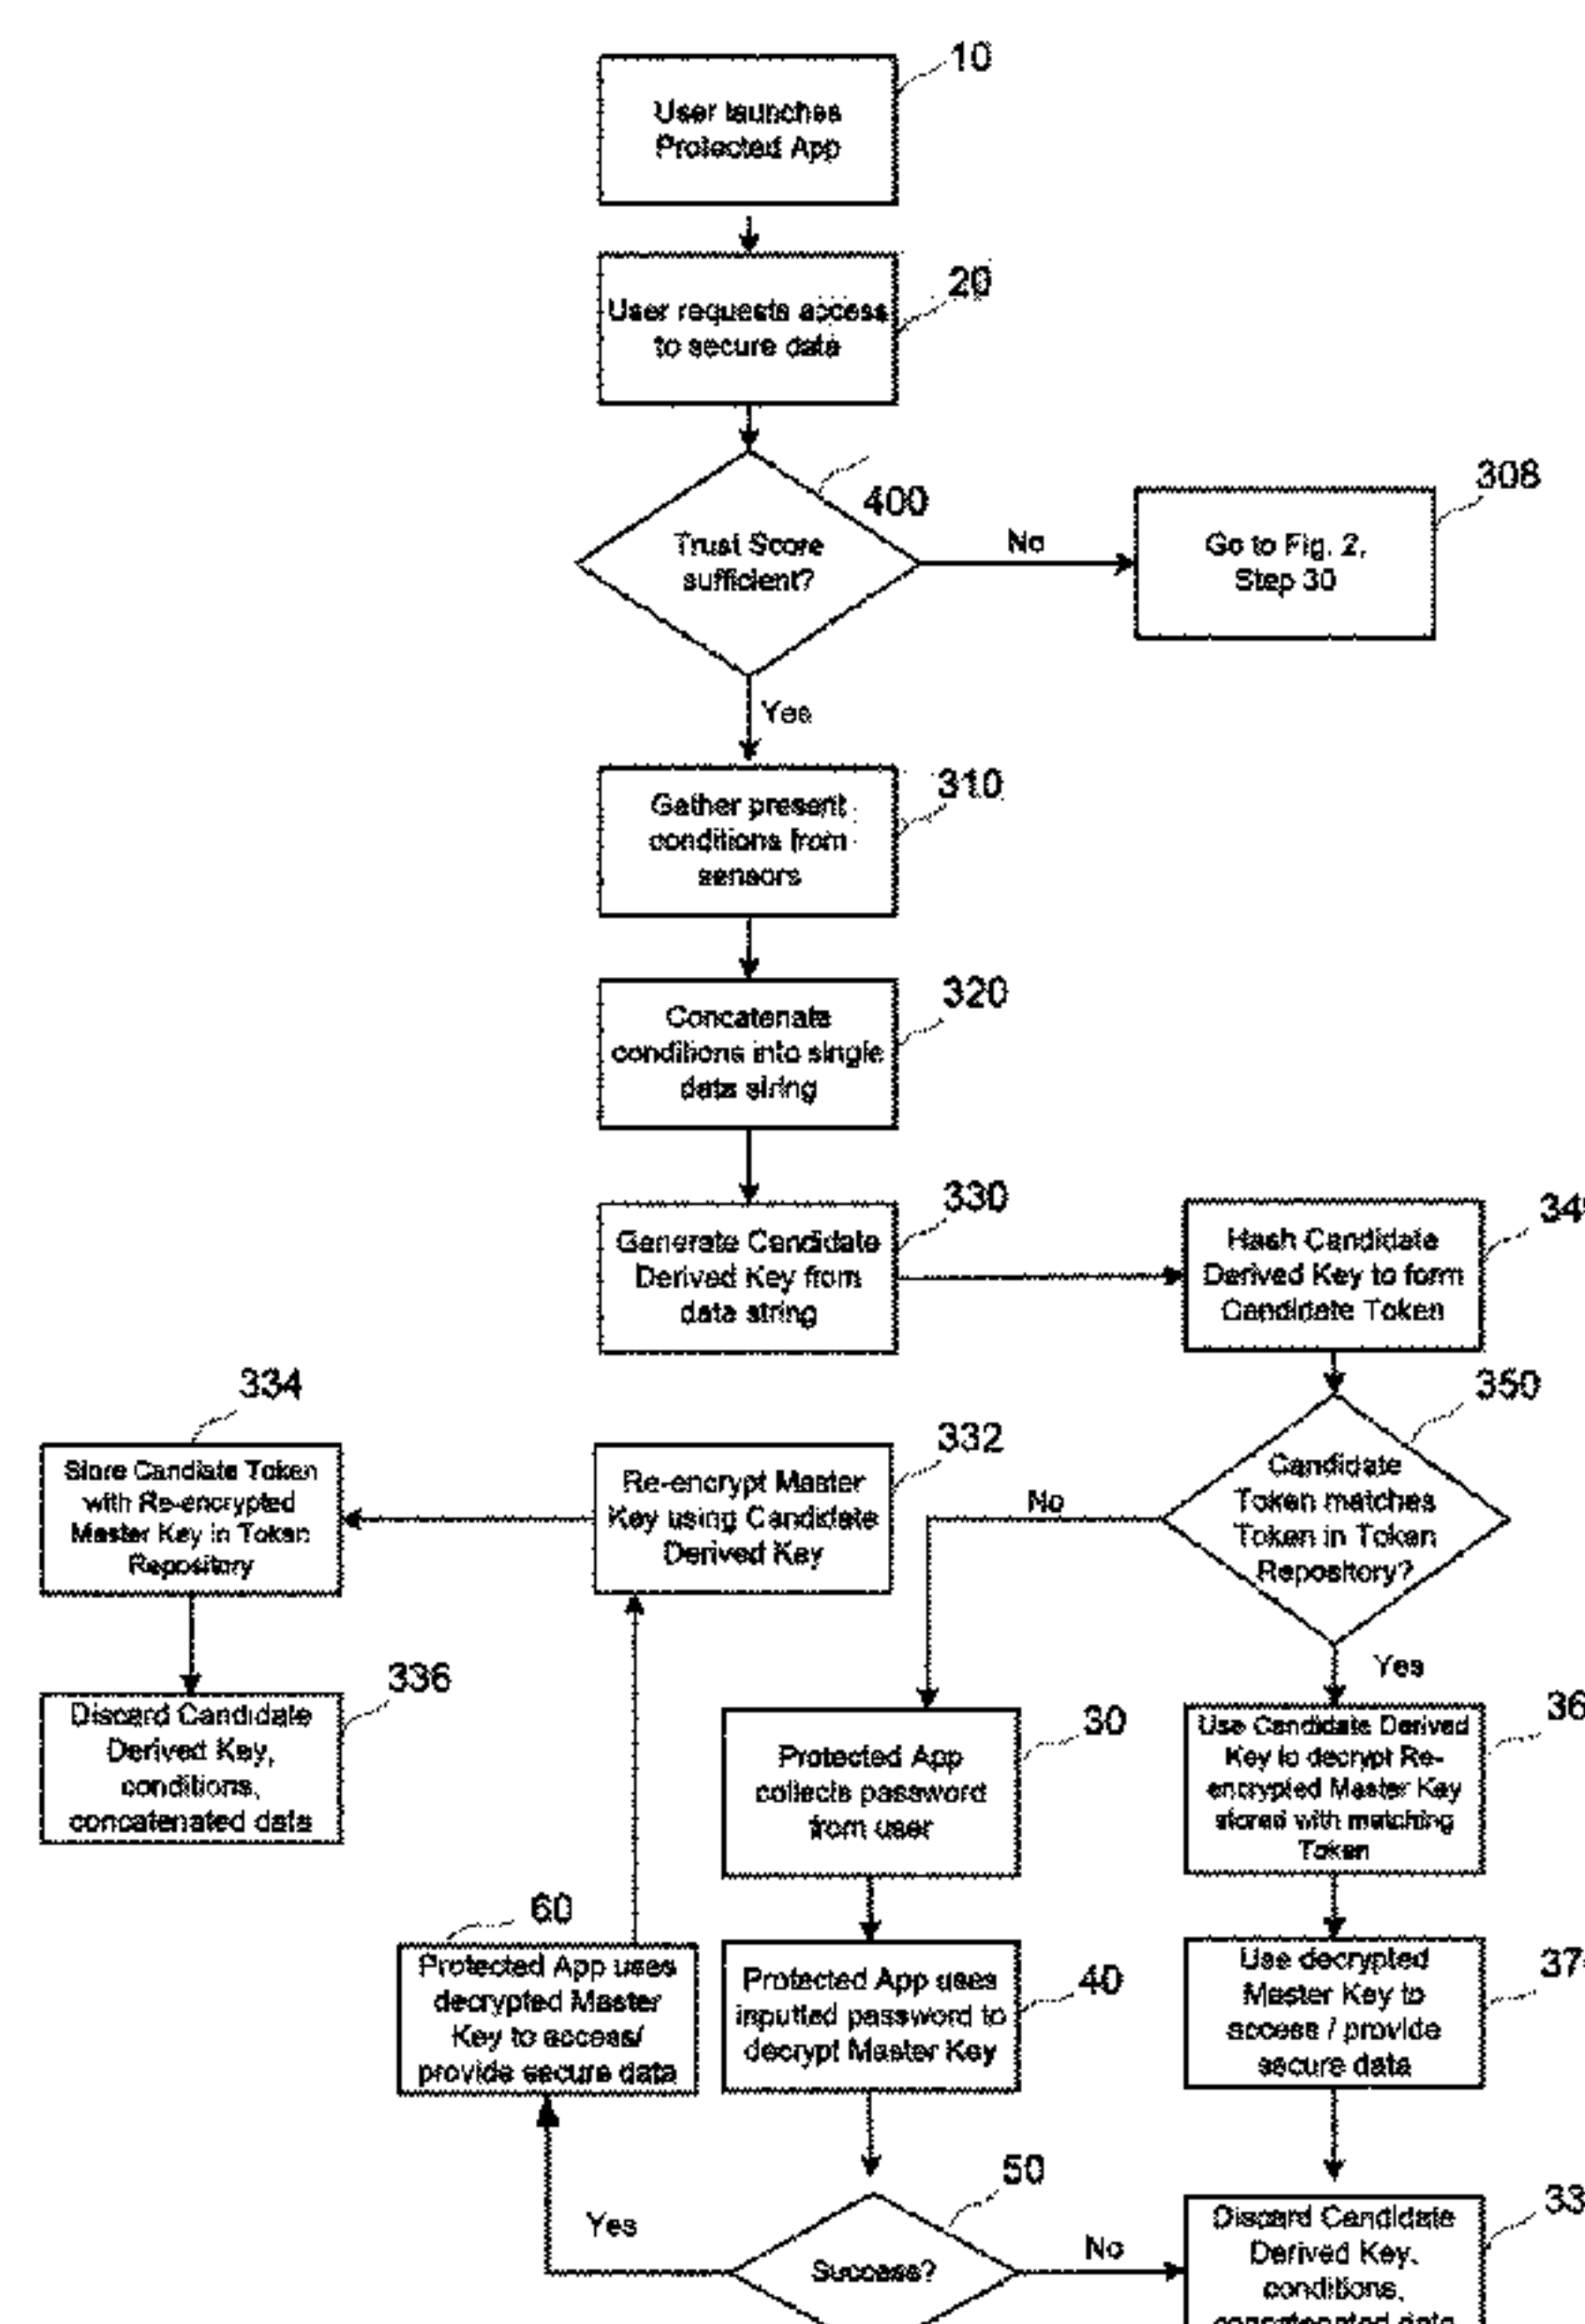 10
User launches
Protected App
20
User requests access
to secure data
400
Trust Score
sufficient?
No
308
Go to Fig. 2,
Step 30
Yes
310
Gather present
conditions from
sensors
320
Concatenate
conditions into single
data string
330
Generate Candidate
Derived Key from
data string
34
Hash Candidate
Derived Key to form
Candidate Token
334
Store Candiate Token
with Re-encrypted
Master Key in Token
Repository
332
Re-encrypt Master
Key using Candidate
Derived Key
350
Candidate
Token matches
Token in Token
Repository?
No
Yes
336
Discard Candidate
Derived Key,
conditions,
concatenated data
30
Protected App
collects password
from user
36
Use Candidate Derived
Key to decrypt Re-
encrypted Master Key
stored with matching
Token
60
Protected App uses
decrypted Master
Key to access/
provide secure data
40
Protected App uses
inputted password to
decrypt Master Key
37
Use decrypted
Master Key to
access / provide
secure data
50
Success?
Yes
No
33
Discard Candidate
Derived Key,
conditions,
concatenated data